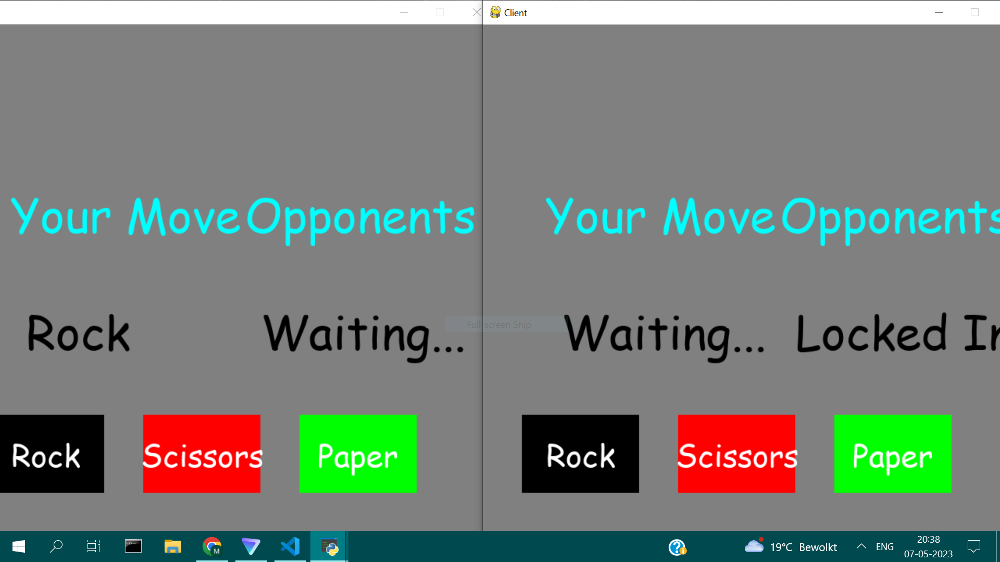 Client
Your Move Opponents
Your Move Opponents
Rock Waiting...
Full-screen Snip
Waiting... Locked In
Rock Scissors Paper
Rock Scissors Paper
M
19°C Bewolkt
ENG
20:38
07-05-2023